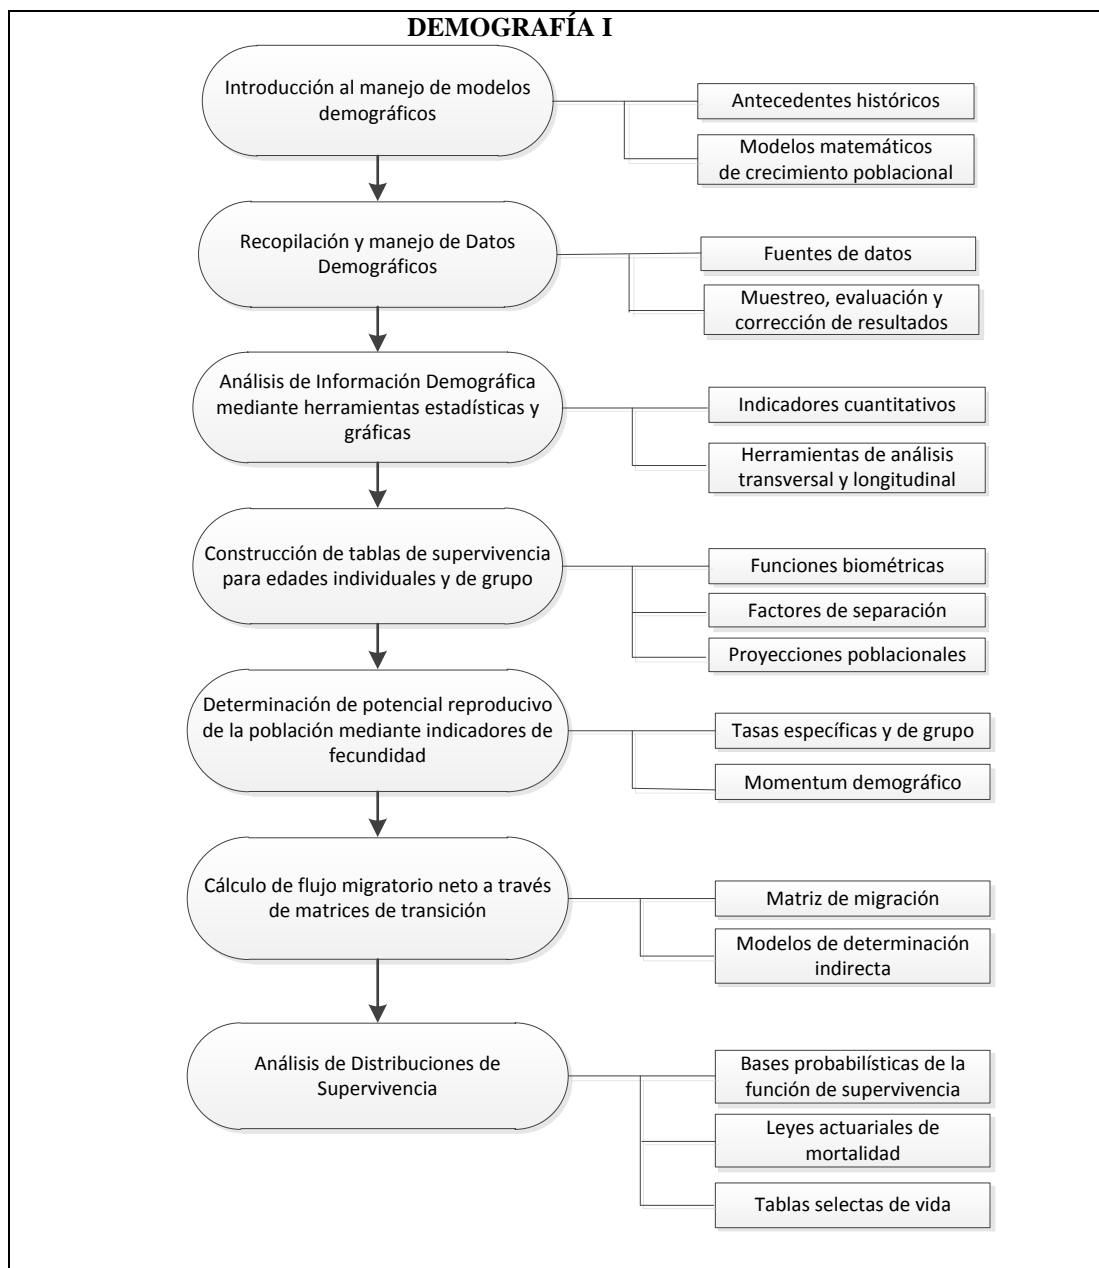 DEMOGRAFÍA I
Introducción al manejo de modelos
demográficos
Antecedentes históricos
Modelos matemáticos
de crecimiento poblacional
Recopilación y manejo de Datos
Demográficos
Fuentes de datos
Muestreo, evaluación y
corrección de resultados
Análisis de Información Demográfica
mediante herramientas estadísticas y
gráficas
Indicadores cuantitativos
Herramientas de análisis
transversal y longitudinal
Construcción de tablas de supervivencia
para edades individuales y de grupo
Funciones biométricas
Factores de separación
Proyecciones poblacionales
Determinación de potencial reproducivo
de la población mediante indicadores de
fecundidad
Tasas específicas y de grupo
Momentum demográfico
Cálculo de flujo migratorio neto a través
de matrices de transición
Matriz de migración
Modelos de determinación
indirecta
Análisis de Distribuciones de
Supervivencia
Bases probabilísticas de la
función de supervivencia
Leyes actuariales de
mortalidad
Tablas selectas de vida